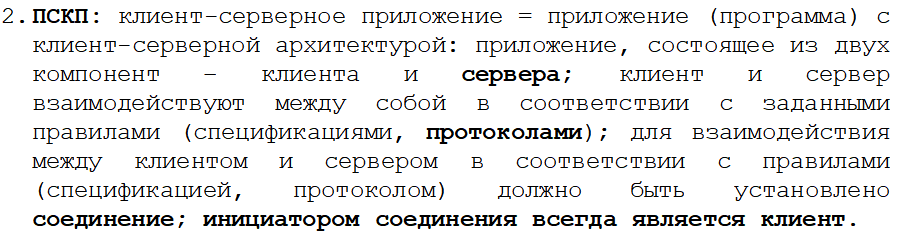 2. ПСКП: клиент-серверное приложение = приложение (программа) с
клиент-серверной архитектурой: приложение, состоящее из двух
компонент – клиента и сервера; клиент и сервер
взаимодействуют между собой в соответствии с заданными
правилами (спецификациями, протоколами); для взаимодействия
между клиентом и сервером в соответствии с правилами
(спецификацией, протоколом) должно быть установлено
соединение; инициатором соединения всегда является клиент.